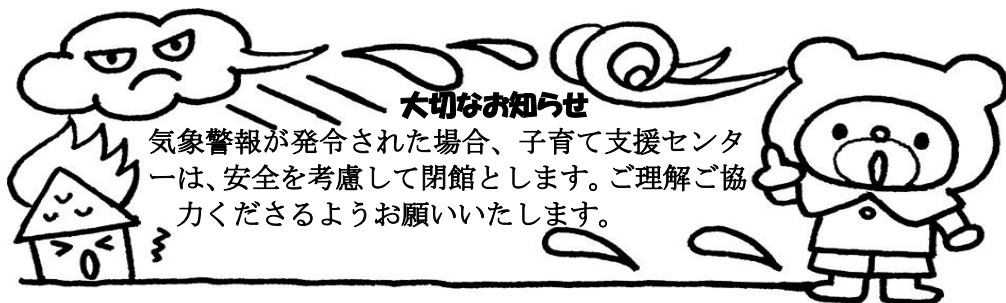 大切なお知らせ
気象警報が発令された場合、子育て支援センタ
ーは、安全を考慮して閉館とします。ご理解ご協
力くださるようお願いいたします。